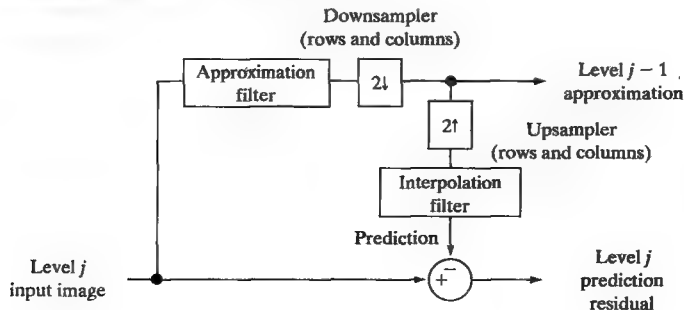 Downsampler
(rows and columns)
Approximation
filter
2↓
Level j − 1
approximation
2↑
Upsampler
(rows and columns)
Interpolation
filter
Prediction
Level j
input image
+
−
Level j
prediction
residual